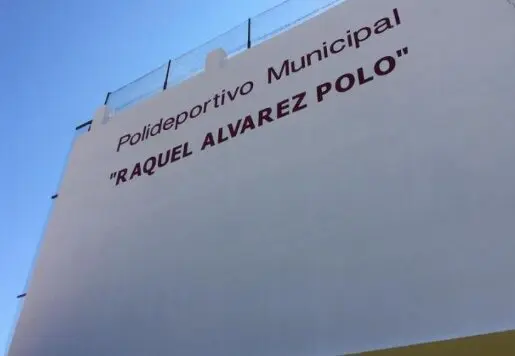 Polideportivo Municipal
"RAQUEL ALVAREZ POLO"